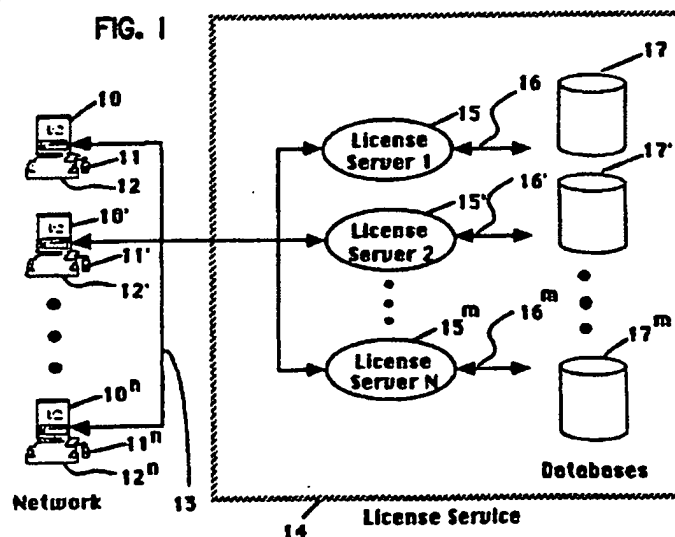 FIG. 1
10
11
12
10'
11'
12'
10ⁿ
11ⁿ
12ⁿ
Network
13
15
16
17
License Server 1
15'
16'
17'
License Server 2
15ᵐ
16ᵐ
17ᵐ
License Server N
Databases
14
License Service